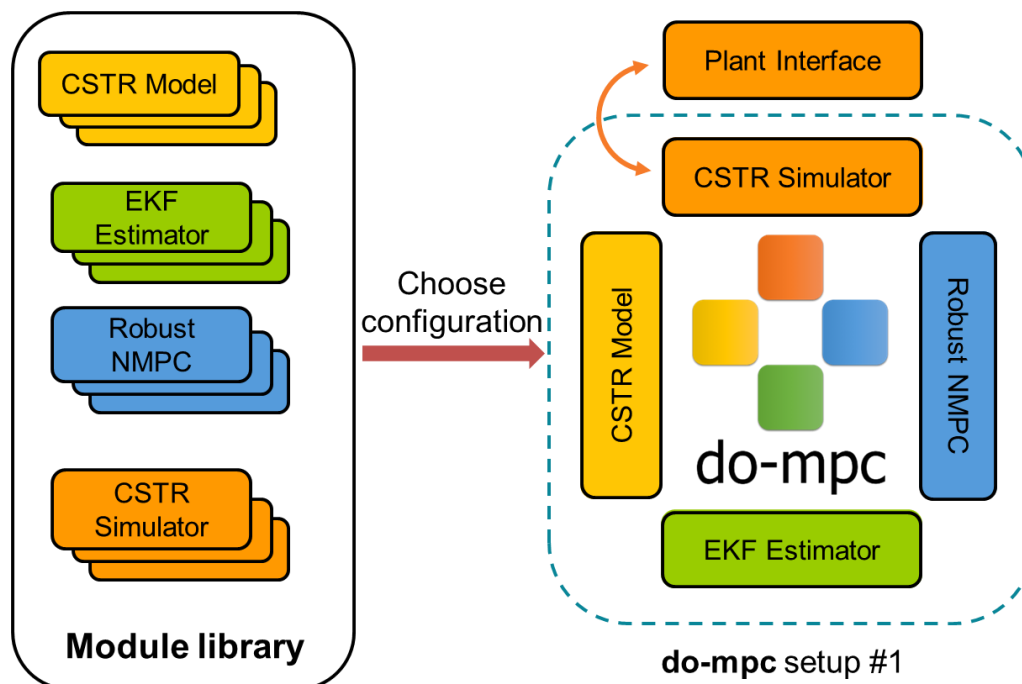 CSTR Model
EKF
Estimator
Robust
NMPC
CSTR
Simulator
Module library
Choose
configuration
Plant Interface
CSTR Simulator
CSTR Model
Robust NMPC
do-mpc
EKF Estimator
do-mpc setup #1